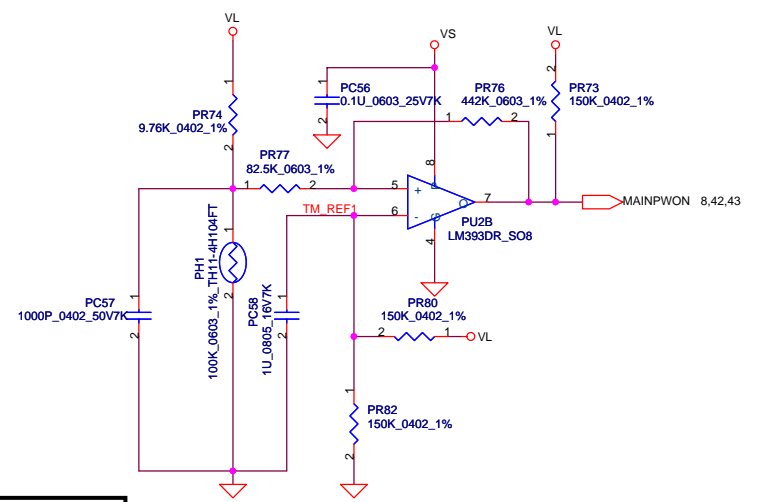 VL
VS
VL
1
PR74
9.76K_0402_1%
2
1
PC56
0.1U_0603_25V7K
2
PR76
442K_0603_1%
1
2
2
PR73
150K_0402_1%
1
PR77
82.5K_0603_1%
1
2
5
+
8
P
O
7
6
-
G
4
PU2B
LM393DR_SO8
MAINPWON 8,42,43
TM_REF1
1
PH1
100K_0603_1%_TH11-4H104FT
2
1
PC57
1000P_0402_50V7K
2
1
PC58
1U_0805_16V7K
2
PR80
150K_0402_1%
2
1
VL
1
PR82
150K_0402_1%
2